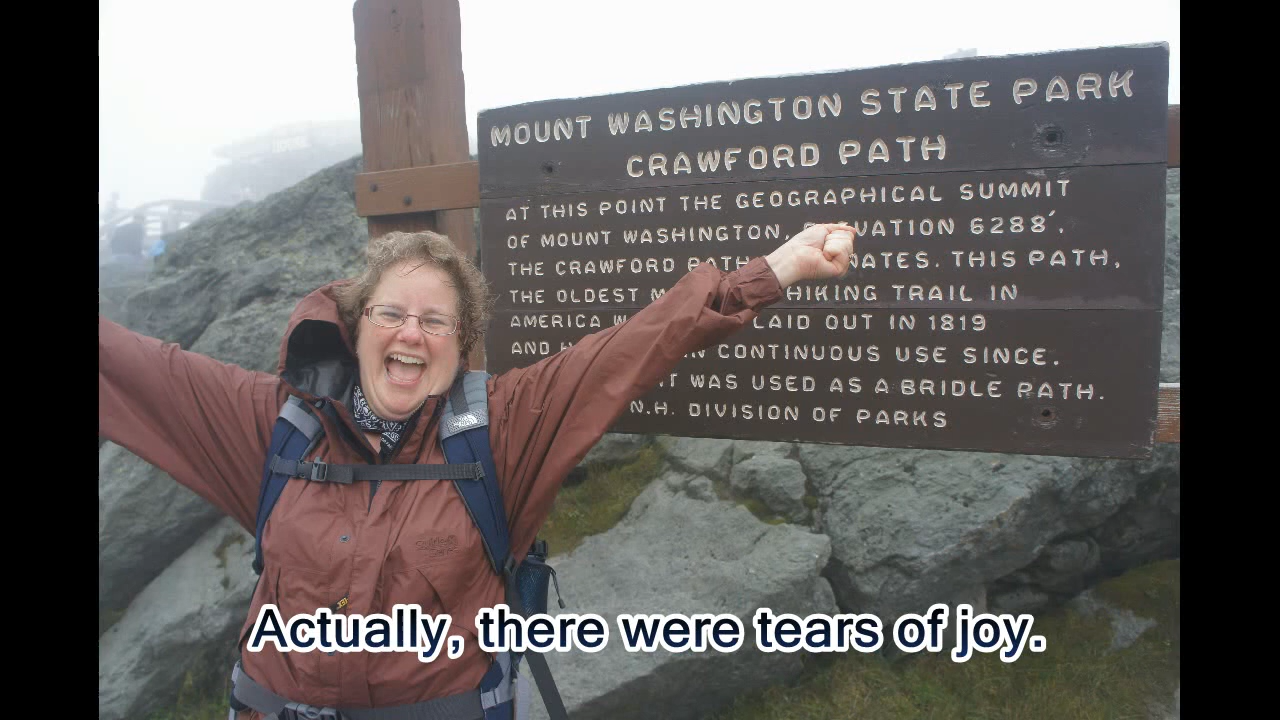 MOUNT WASHINGTON STATE PARK
CRAWFORD PATH
AT THIS POINT THE GEOGRAPHICAL SUMMIT
OF MOUNT WASHINGTON, VATION 6288',
THE CRAWFORD PATH NATES. THIS PATH,
THE OLDEST HIKING TRAIL IN
AMERICA LAID OUT IN 1819
AND CONTINUOUS USE SINCE.
IT WAS USED AS A BRIDLE PATH.
N.H. DIVISION OF PARKS
Actually, there were tears of joy.